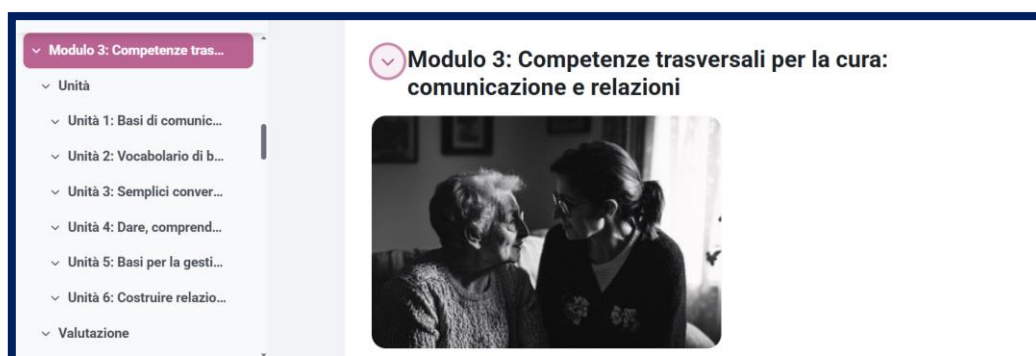 Modulo 3: Competenze tras...
Unità
Unità 1: Basi di comunic...
Unità 2: Vocabolario di b...
Unità 3: Semplici conver...
Unità 4: Dare, comprend...
Unità 5: Basi per la gesti...
Unità 6: Costruire relazio...
Valutazione
Modulo 3: Competenze trasversali per la cura:
comunicazione e relazioni